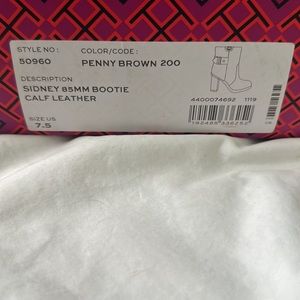 STYLE NO : COLOR/CODE :
50960 PENNY BROWN 200
DESCRIPTION
SIDNEY 85MM BOOTIE
CALF LEATHER
4400074692 1119
SIZE US
7.5
192485336252